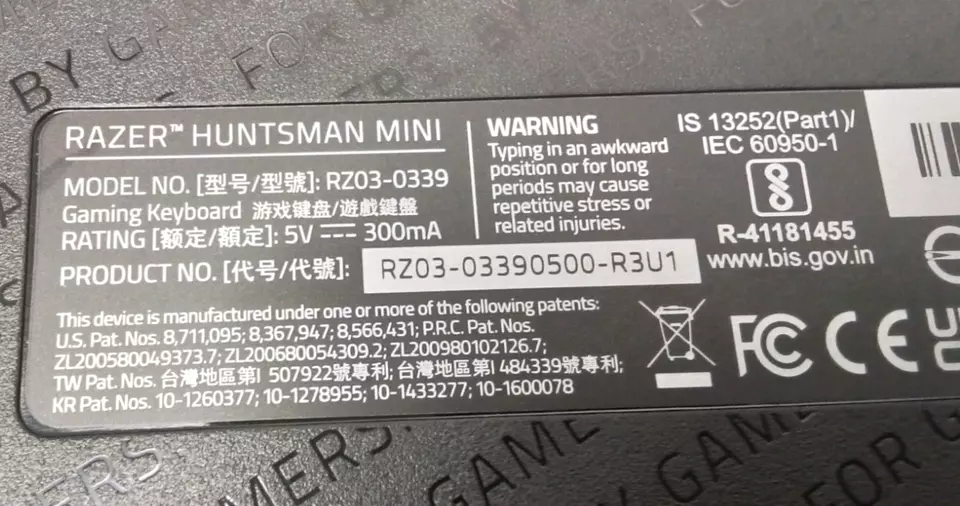 BY GAM
FOR
BY
FOR
RAZER™ HUNTSMAN MINI
MODEL NO. [型号/型號]: RZ03-0339
Gaming Keyboard 游戏键盘/遊戲鍵盤
RATING [额定/額定]: 5V ⎓ 300mA
PRODUCT NO. [代号/代號]: RZ03-03390500-R3U1
WARNING
Typing in an awkward
position or for long
periods may cause
repetitive stress or
related injuries.
IS 13252(Part1)/
IEC 60950-1
R-41181455
www.bis.gov.in
This device is manufactured under one or more of the following patents:
U.S. Pat. Nos. 8,711,095; 8,367,947; 8,566,431; P.R.C. Pat. Nos.
ZL200580049373.7; ZL200680054309.2; ZL200980102126.7;
TW Pat. Nos. 台灣地區第I 507922號專利; 台灣地區第I 484339號專利;
KR Pat. Nos. 10-1260377; 10-1278955; 10-1433277; 10-1600078
FC CE
MERS.
GAME
GAM
FOR G